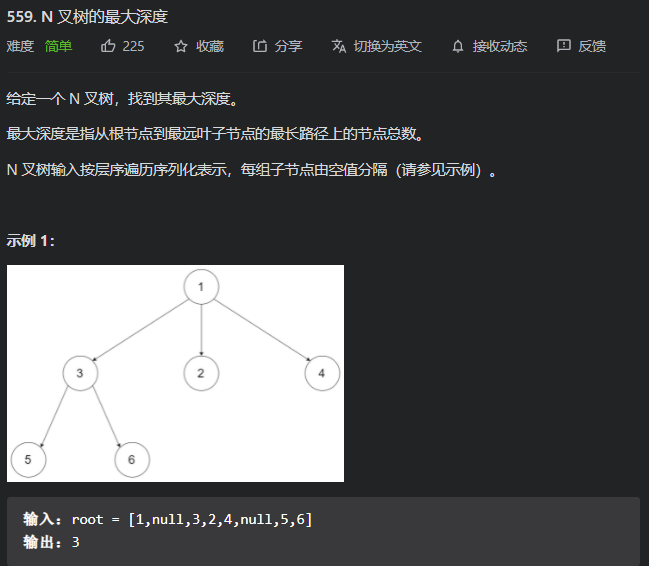 559. N 叉树的最大深度
难度 简单 225 收藏 分享 切换为英文 接收动态 反馈
给定一个 N 叉树，找到其最大深度。
最大深度是指从根节点到最远叶子节点的最长路径上的节点总数。
N 叉树输入按层序遍历序列化表示，每组子节点由空值分隔（请参见示例）。
示例 1：
1
3 2 4
5 6
输入：root = [1,null,3,2,4,null,5,6]
输出：3